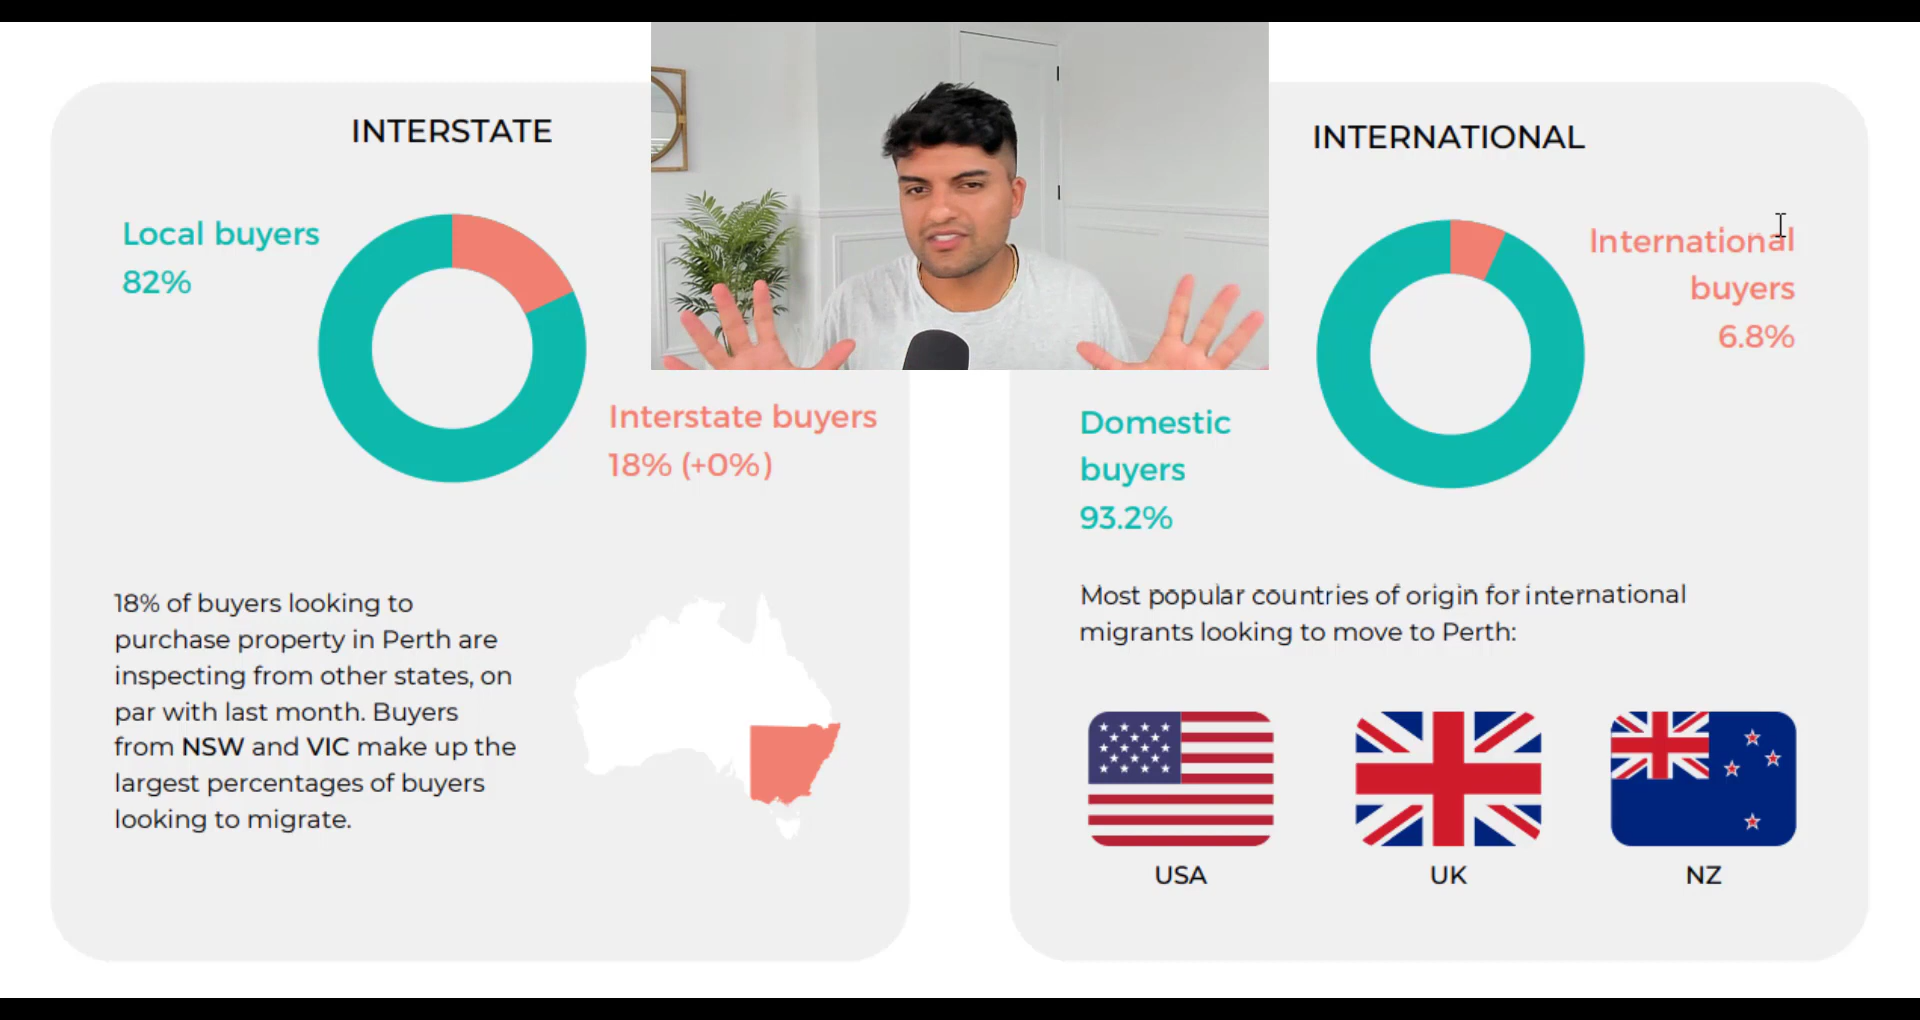 INTERSTATE
Local buyers
82%
Interstate buyers
18% (+0%)
18% of buyers looking to
purchase property in Perth are
inspecting from other states, on
par with last month. Buyers
from NSW and VIC make up the
largest percentages of buyers
looking to migrate.
INTERNATIONAL
International
buyers
6.8%
Domestic
buyers
93.2%
Most popular countries of origin for international
migrants looking to move to Perth:
USA
UK
NZ